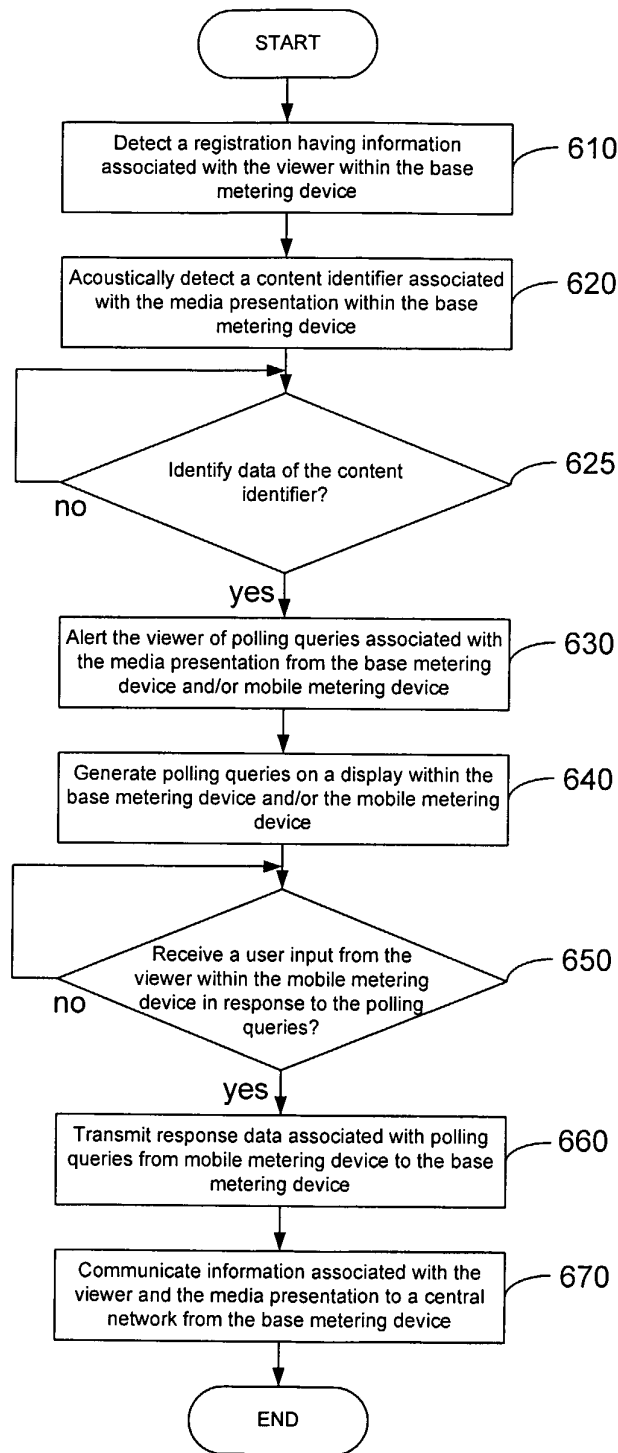 START
Detect a registration having information
associated with the viewer within the base
metering device
610
Acoustically detect a content identifier associated
with the media presentation within the base
metering device
620
Identify data of the content
identifier?
625
no
yes
Alert the viewer of polling queries associated with
the media presentation from the base metering
device and/or mobile metering device
630
Generate polling queries on a display within the
base metering device and/or the mobile metering
device
640
Receive a user input from the
viewer within the mobile metering
device in response to the polling
queries?
650
no
yes
Transmit response data associated with polling
queries from mobile metering device to the base
metering device
660
Communicate information associated with the
viewer and the media presentation to a central
network from the base metering device
670
END